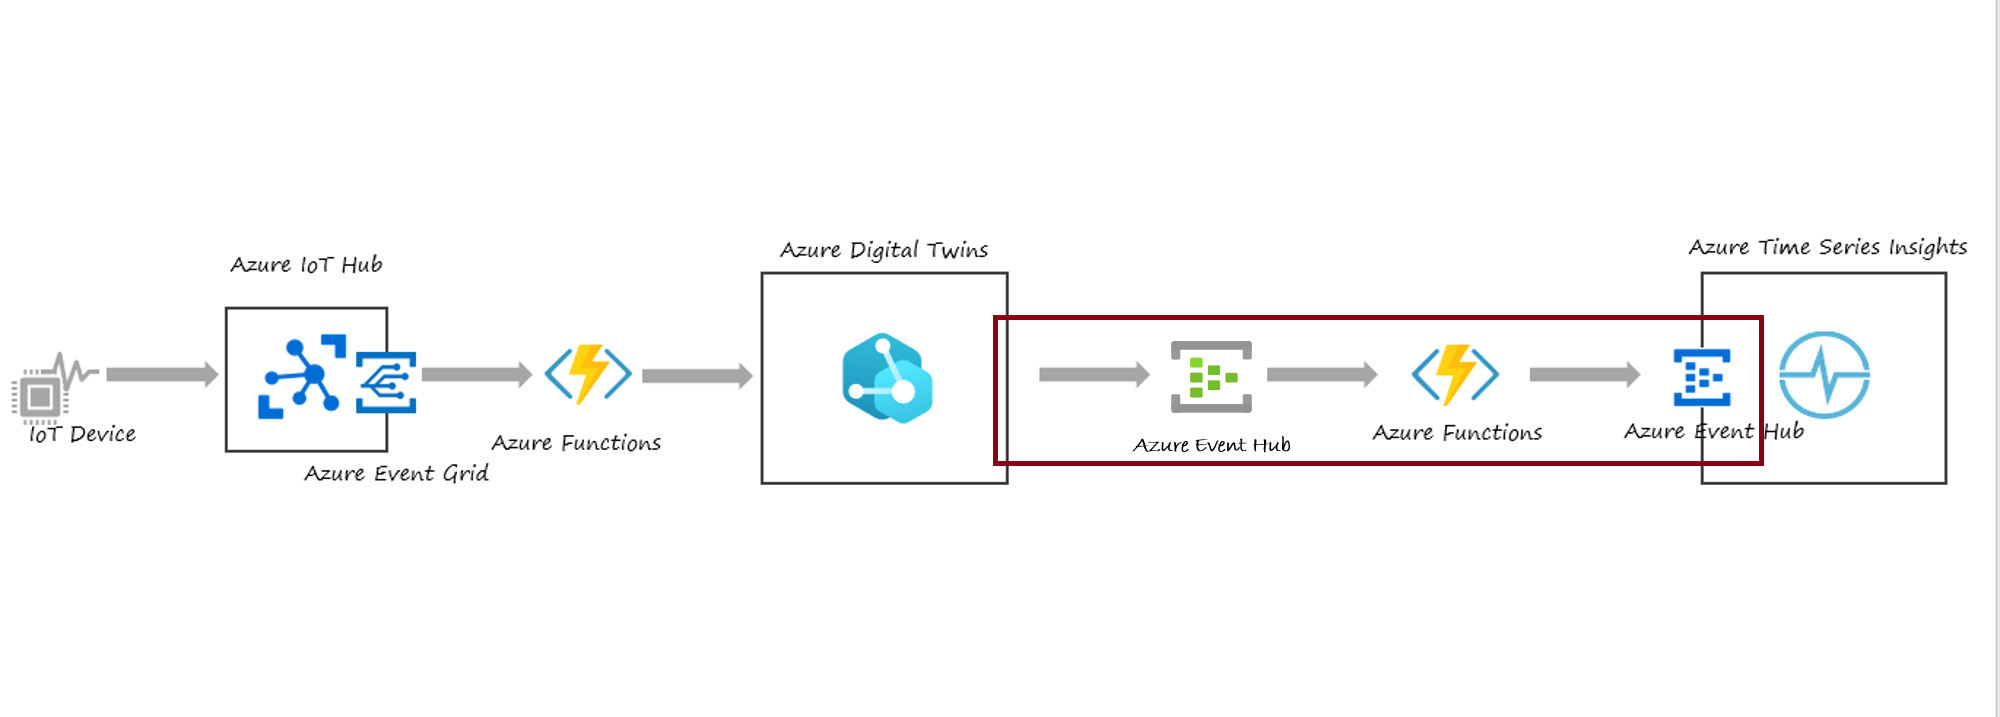 Azure IoT Hub
Azure Digital Twins
Azure Time Series Insights
IoT Device
Azure Event Grid
Azure Functions
Azure Event Hub
Azure Functions
Azure Event Hub